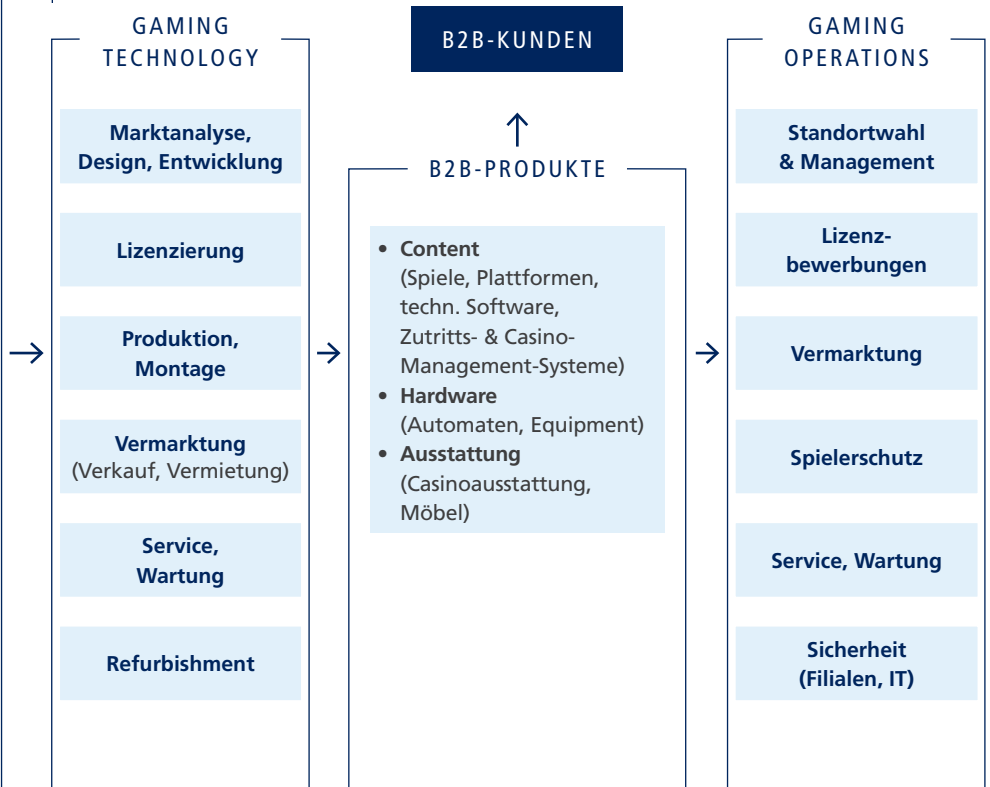 GAMING
TECHNOLOGY
Marktanalyse,
Design, Entwicklung
Lizenzierung
Produktion,
Montage
Vermarktung
(Verkauf, Vermietung)
Service,
Wartung
Refurbishment
B2B-KUNDEN
B2B-PRODUKTE
• Content
(Spiele, Plattformen,
techn. Software,
Zutritts- & Casino-
Management-Systeme)
• Hardware
(Automaten, Equipment)
• Ausstattung
(Casinoausstattung,
Möbel)
GAMING
OPERATIONS
Standortwahl
& Management
Lizenz-
bewerbungen
Vermarktung
Spielerschutz
Service, Wartung
Sicherheit
(Filialen, IT)